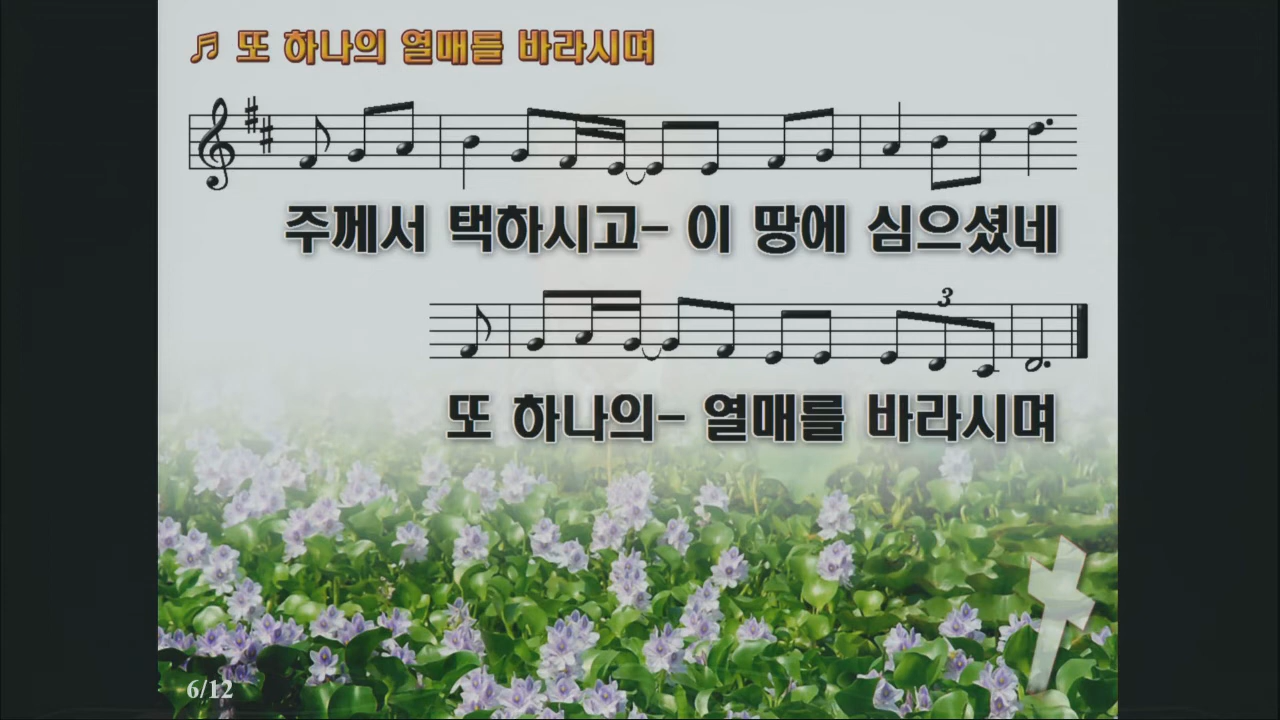 ♬ 또 하나의 열매를 바라시며
주께서 택하시고- 이 땅에 심으셨네
3
또 하나의- 열매를 바라시며
6/12